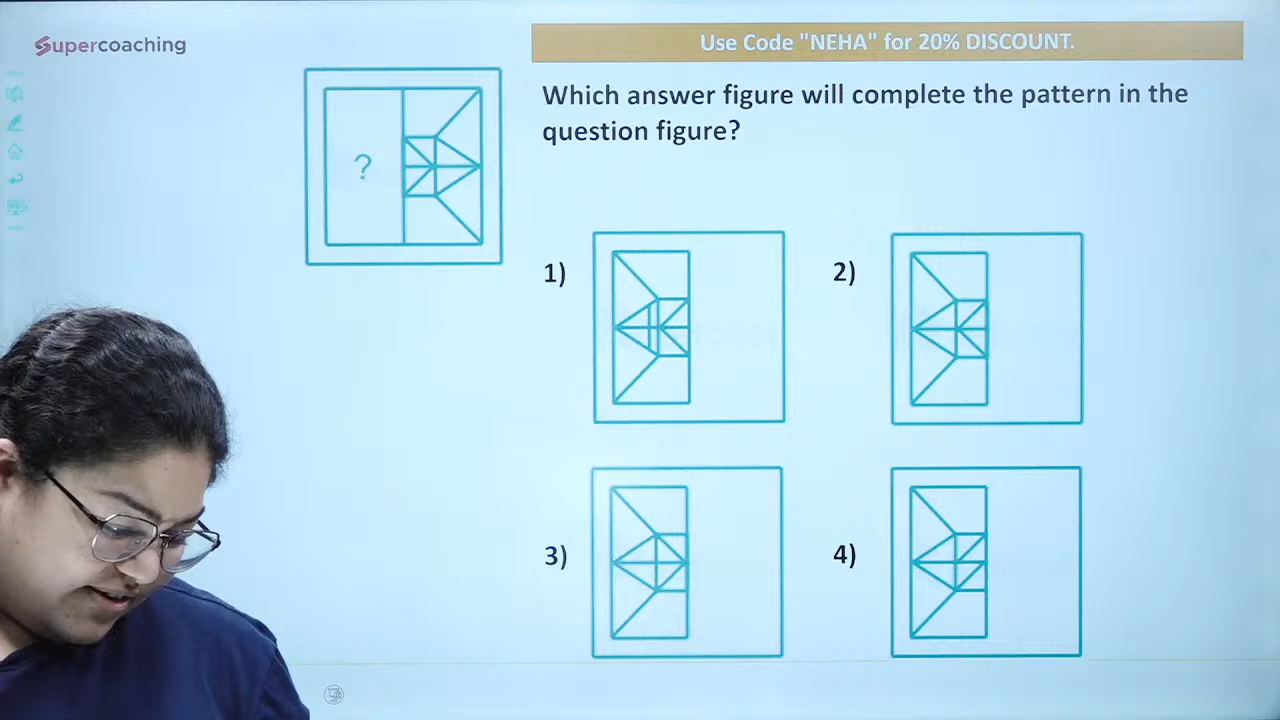 Supercoaching
Use Code "NEHA" for 20% DISCOUNT.
Which answer figure will complete the pattern in the
question figure?
?
1)
2)
3)
4)